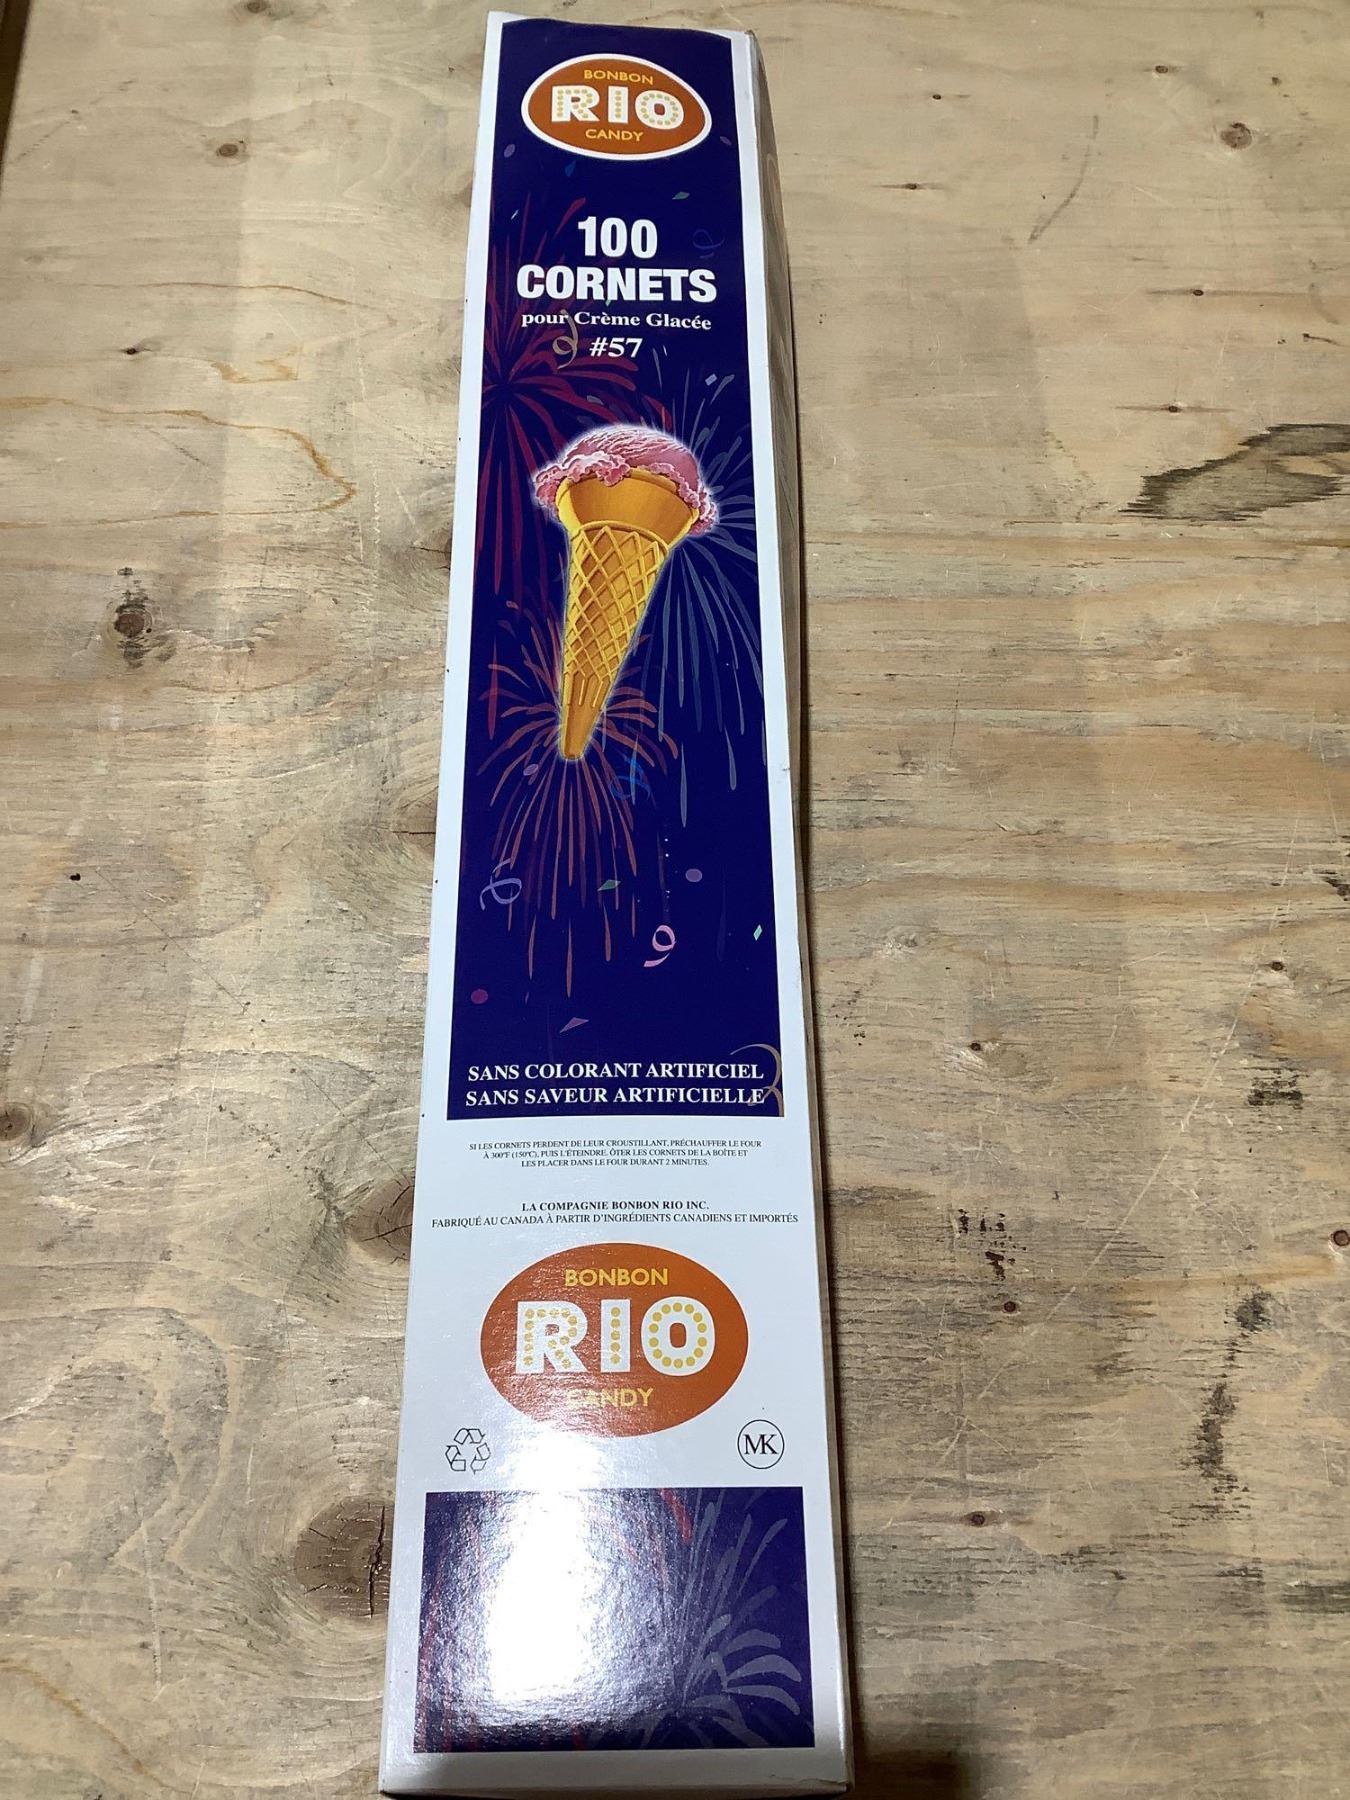 BONBON
RIO
CANDY
100
CORNETS
pour Crème Glacée
#57
SANS COLORANT ARTIFICIEL
SANS SAVEUR ARTIFICIELLE
SI LES CORNETS PERDENT DE LEUR CROUSTILLANT, PRÉCHAUFFER LE FOUR
À 300°F (150°C), PUIS L'ÉTEINDRE. ÔTER LES CORNETS DE LA BOÎTE ET
LES PLACER DANS LE FOUR DURANT 2 MINUTES.
LA COMPAGNIE BONBON RIO INC.
FABRIQUÉ AU CANADA À PARTIR D'INGRÉDIENTS CANADIENS ET IMPORTÉS
BONBON
RIO
CANDY
MK